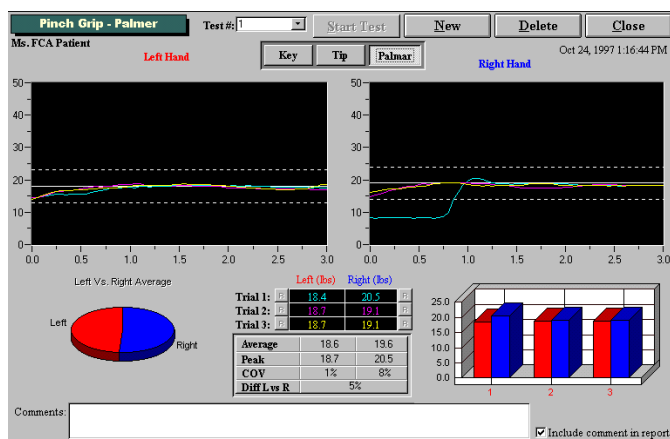 Pinch Grip - Palmer
Test #: 1
Start Test
New
Delete
Close
Ms. FCA Patient
Left Hand
Key
Tip
Palmar
Right Hand
Oct 24, 1997 1:16:44 PM
50
40
30
20
10
0
0.0 0.5 1.0 1.5 2.0 2.5 3.0
50
40
30
20
10
0
0.0 0.5 1.0 1.5 2.0 2.5 3.0
Left Vs. Right Average
Left
Right
Left (lbs) Right (lbs)
Trial 1: R 18.4 20.5 R
Trial 2: R 18.7 19.1 R
Trial 3: R 18.7 19.1 R
Average 18.6 19.6
Peak 18.7 20.5
COV 1% 8%
Diff L vs R 5%
25.0
20.0
15.0
10.0
5.0
0.0
1 2 3
Comments:
Include comment in report